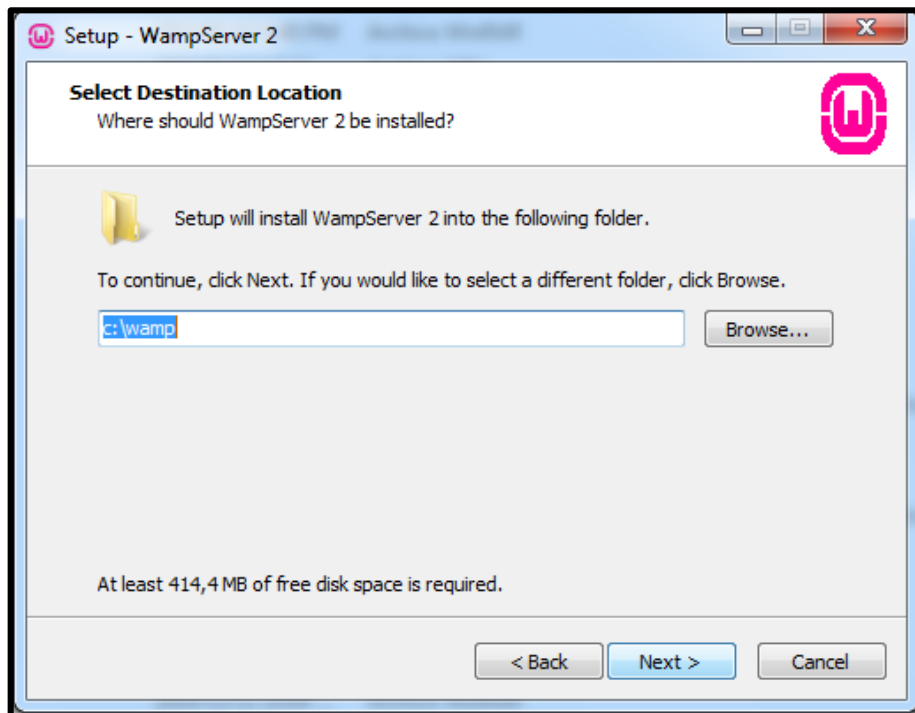 Setup - WampServer 2
Select Destination Location
Where should WampServer 2 be installed?
Setup will install WampServer 2 into the following folder.
To continue, click Next. If you would like to select a different folder, click Browse.
c:\wamp
Browse...
At least 414,4 MB of free disk space is required.
< Back
Next >
Cancel